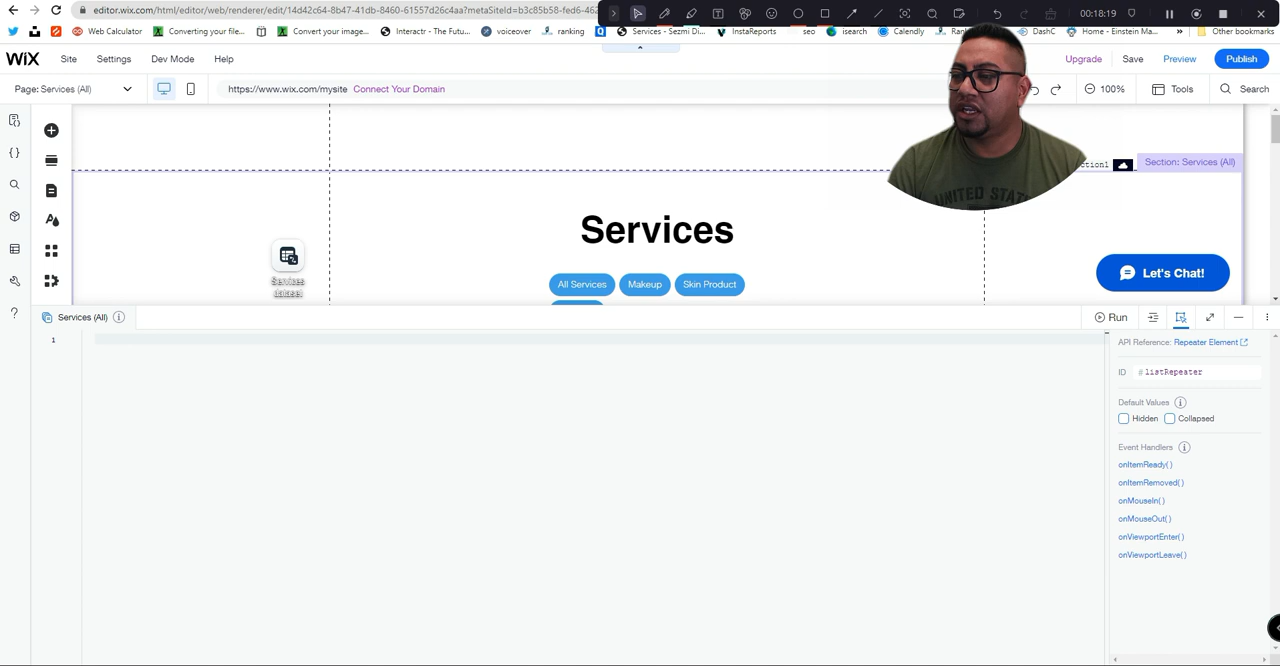 editor.wix.com/html/editor/web/renderer/edit/14d42c64-8b47-41db-8460-61557d26c4aa?metaSiteId=b3c85b58-fed6-462
00:18:19
Web Calculator
Converting your file...
Convert your image...
Interactr - The Futu...
voiceover
ranking
Services - Sezmi D...
InstaReports
seo
isearch
Calendly
DashC
Home - Einstein Ma...
Other bookmarks
WiX
Site
Settings
Dev Mode
Help
Upgrade
Save
Preview
Publish
Page: Services (All)
https://www.wix.com/mysite
Connect Your Domain
100%
Tools
Search
Section: Services (All)
Services
Services dataset
All Services
Makeup
Skin Product
Let's Chat!
Services (All)
Run
1
API Reference: Repeater Element
ID # listRepeater
Default Values
Hidden
Collapsed
Event Handlers
onItemReady( )
onItemRemoved( )
onMouseIn( )
onMouseOut( )
onViewportEnter( )
onViewportLeave( )